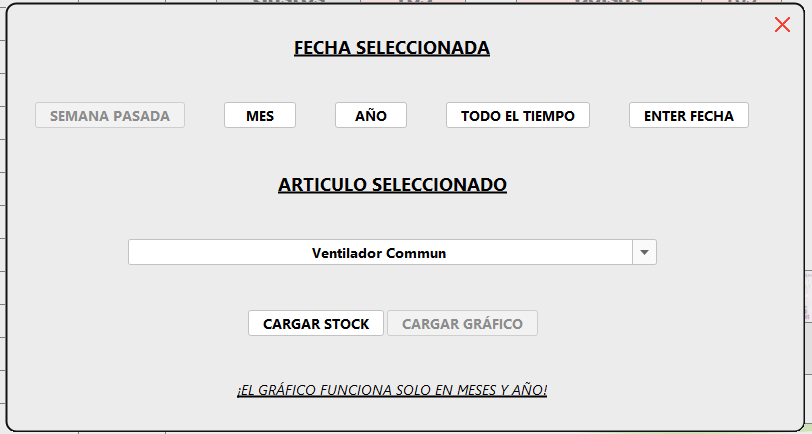 FECHA SELECCIONADA
SEMANA PASADA MES AÑO TODO EL TIEMPO ENTER FECHA
ARTICULO SELECCIONADO
Ventilador Commun
CARGAR STOCK CARGAR GRÁFICO
¡EL GRÁFICO FUNCIONA SOLO EN MESES Y AÑO!